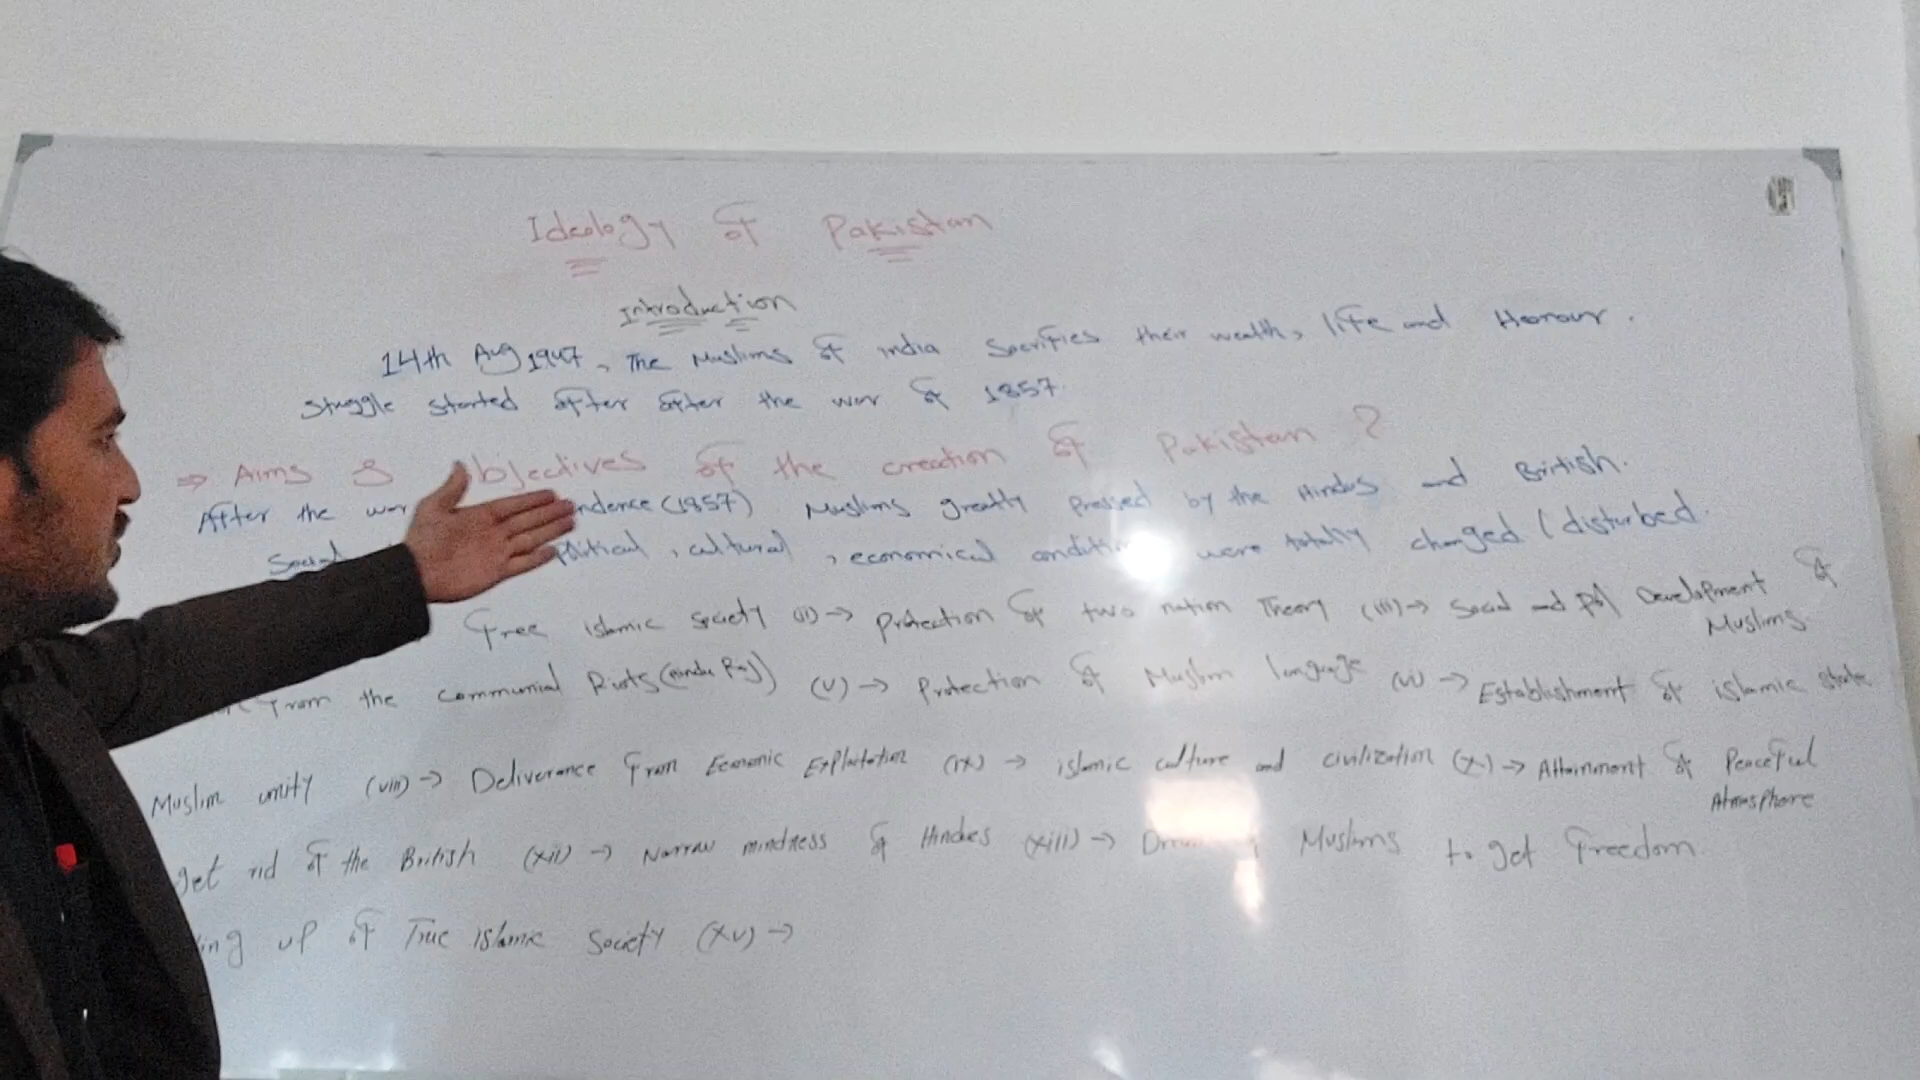 Ideology of Pakistan
Introduction
14th Aug 1947, The Muslims of india Sacrifies their wealth, life and Honour.
Struggle started after after the war of 1857.
⇒ Aims & objectives of the creation of Pakistan ?
After the war ndence (1857) Muslims greatly Pressed by the Hindus and British.
Social political, cultural, economical condition were totally changed (disturbed.
Free islamic society (ii)→ Protection of two nation Theory (iii)→ Social and Pol Development of
Muslims
From the communial Riots (Hindu Raj) (v)→ Protection of Muslim language (vi)→ Establishment of islamic state
Muslim unity (viii)→ Deliverance From Economic Exploitation (ix)→ islamic culture and civilization (x)→ Attainment of Peaceful
Atmosphere
get rid of the British (xii)→ Narrow mindness of Hindus (xiii)→ Muslims to get Freedom.
ing up of True islamic society (xv)→